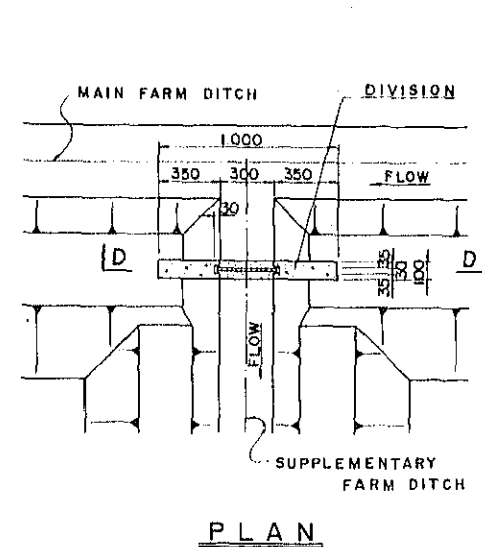 MAIN FARM DITCH
DIVISION
1.000
350 300 350
FLOW
30
D
D
35
30
35
100
FLOW
SUPPLEMENTARY
FARM DITCH
PLAN